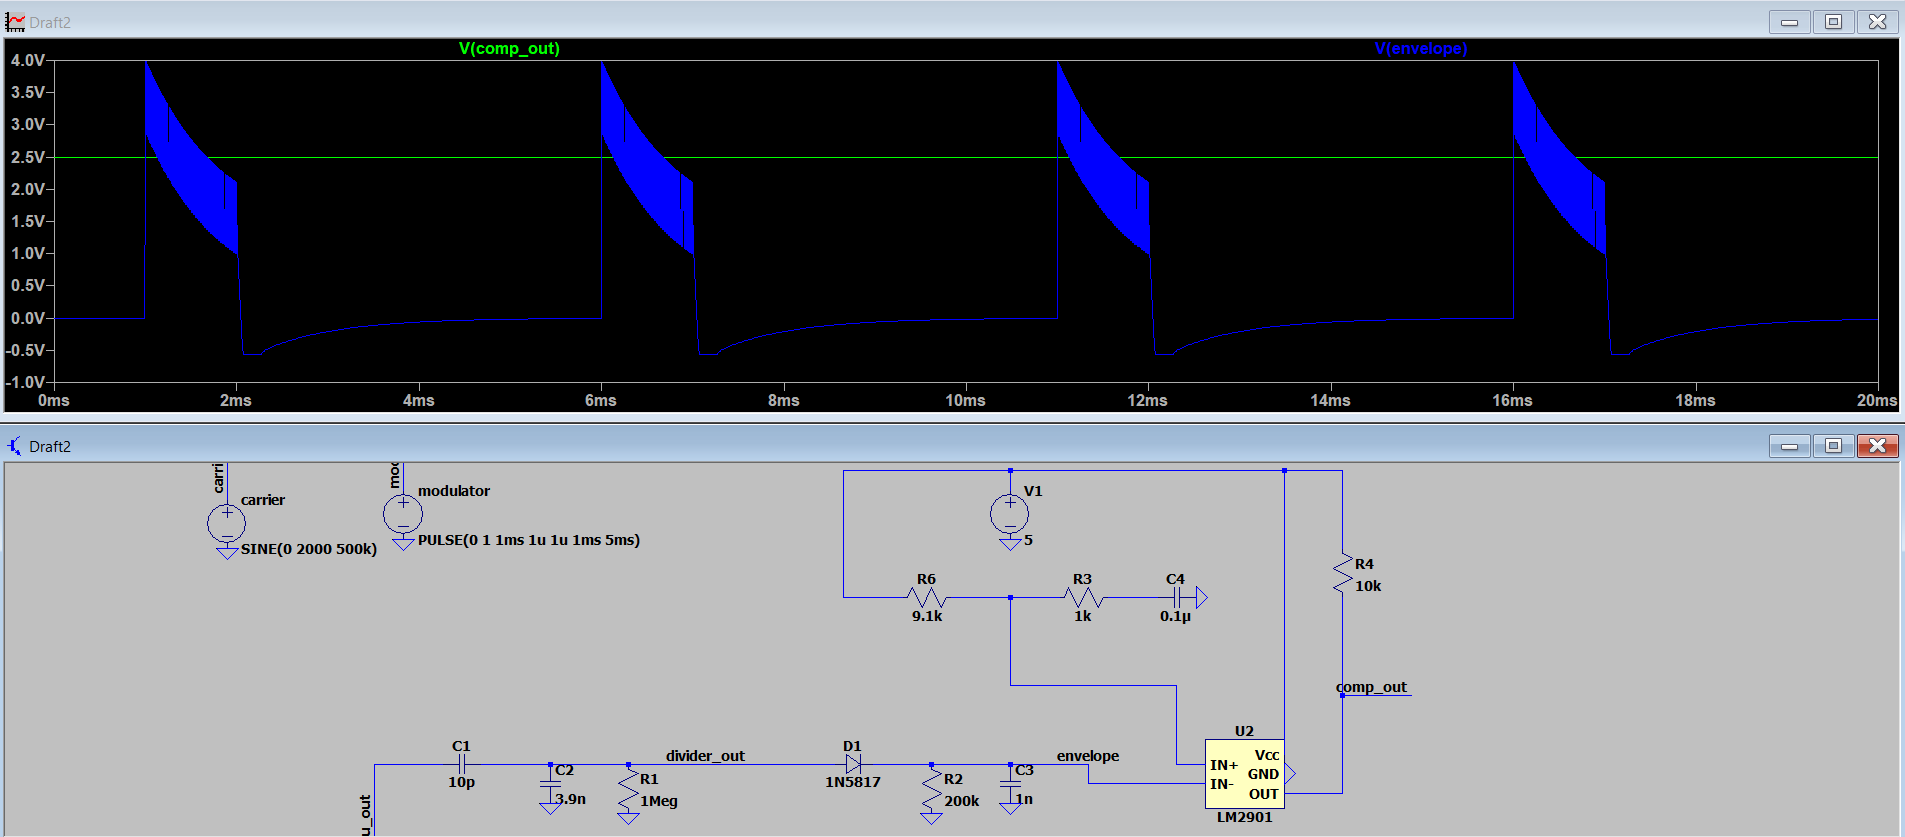 Draft2
V(comp_out)
V(envelope)
4.0V
3.5V
3.0V
2.5V
2.0V
1.5V
1.0V
0.5V
0.0V
-0.5V
-1.0V
0ms 2ms 4ms 6ms 8ms 10ms 12ms 14ms 16ms 18ms 20ms
Draft2
carri
carrier
SINE(0 2000 500k)
mod
modulator
PULSE(0 1 1ms 1u 1u 1ms 5ms)
V1
5
R6
9.1k
R3
1k
C4
0.1µ
R4
10k
comp_out
C1
10p
C2
3.9n
R1
1Meg
divider_out
D1
1N5817
R2
200k
C3
1n
envelope
U2
Vcc
IN+
GND
IN-
OUT
LM2901
u_out